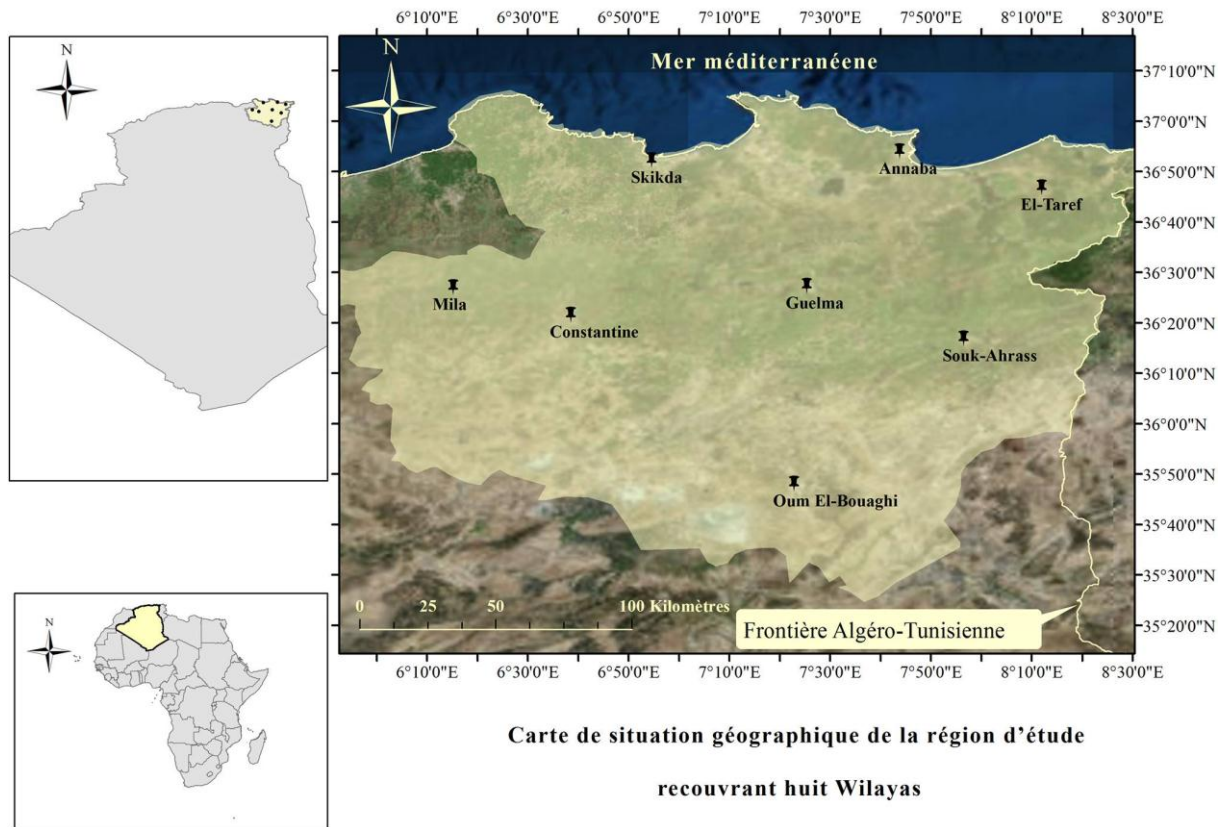 6°10'0"E 6°30'0"E 6°50'0"E 7°10'0"E 7°30'0"E 7°50'0"E 8°10'0"E 8°30'0"E
N
N
Mer méditerranéene
37°10'0"N
37°0'0"N
36°50'0"N
36°40'0"N
36°30'0"N
36°20'0"N
36°10'0"N
36°0'0"N
35°50'0"N
35°40'0"N
35°30'0"N
35°20'0"N
Skikda
Annaba
El-Taref
Mila
Constantine
Guelma
Souk-Ahrass
Oum El-Bouaghi
0 25 50 100 Kilomètres
Frontière Algéro-Tunisienne
6°10'0"E 6°30'0"E 6°50'0"E 7°10'0"E 7°30'0"E 7°50'0"E 8°10'0"E 8°30'0"E
N
Carte de situation géographique de la région d’étude
recouvrant huit Wilayas